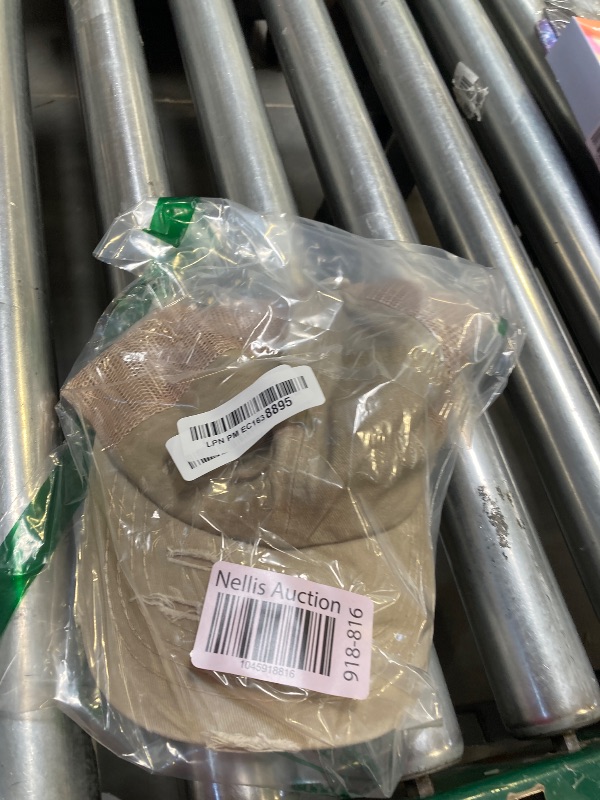 LPN PM EC163 8895
Nellis Auction
1045918816
918-816